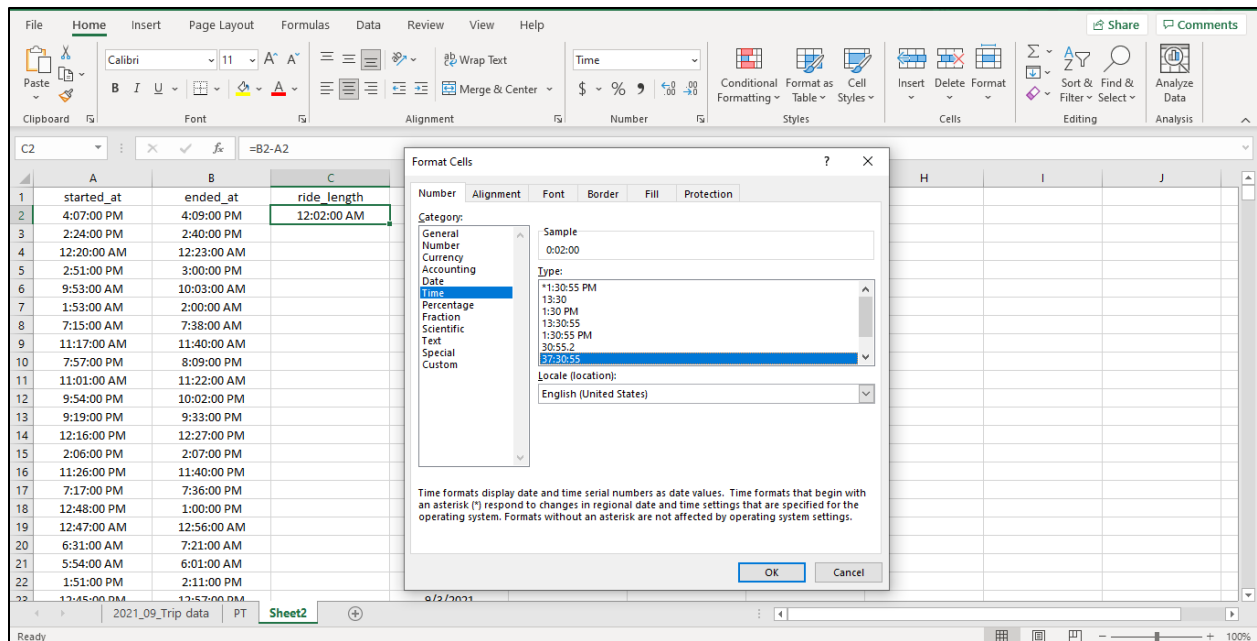 File Home Insert Page Layout Formulas Data Review View Help Share Comments
Calibri 11 A^ A˅ ab Wrap Text Time Σ A Z
Paste B I U A Merge & Center $ % 9 .00 .0 Conditional Formatting Format as Table Cell Styles Insert Delete Format Sort & Filter Find & Select Analyze Data
Clipboard Font Alignment Number Styles Cells Editing Analysis
C2 fx =B2-A2
A B C H I J
1 started_at ended_at ride_length
2 4:07:00 PM 4:09:00 PM 12:02:00 AM
3 2:24:00 PM 2:40:00 PM
4 12:20:00 AM 12:23:00 AM
5 2:51:00 PM 3:00:00 PM
6 9:53:00 AM 10:03:00 AM
7 1:53:00 AM 2:00:00 AM
8 7:15:00 AM 7:38:00 AM
9 11:17:00 AM 11:40:00 AM
10 7:57:00 PM 8:09:00 PM
11 11:01:00 AM 11:22:00 AM
12 9:54:00 AM 10:02:00 AM
13 9:19:00 PM 9:33:00 PM
14 12:16:00 PM 12:27:00 PM
15 2:06:00 PM 2:07:00 PM
16 11:26:00 PM 11:40:00 PM
17 7:17:00 PM 7:36:00 PM
18 12:48:00 PM 1:00:00 PM
19 12:47:00 AM 12:56:00 AM
20 6:31:00 AM 7:21:00 AM
21 5:54:00 AM 6:01:00 AM
22 1:51:00 PM 2:11:00 PM
23 12:45:00 PM 12:57:00 PM 9/3/2021
Format Cells ? X
Number Alignment Font Border Fill Protection
Category:
General
Number
Currency
Accounting
Date
Time
Percentage
Fraction
Scientific
Text
Special
Custom
Sample
0:02:00
Type:
*1:30:55 PM
13:30
1:30 PM
13:30:55
1:30:55 PM
30:55.2
37:30:55
Locale (location):
English (United States)
Time formats display date and time serial numbers as date values. Time formats that begin with
an asterisk (*) respond to changes in regional date and time settings that are specified for the
operating system. Formats without an asterisk are not affected by operating system settings.
OK Cancel
2021_09_Trip data PT Sheet2
Ready 100%